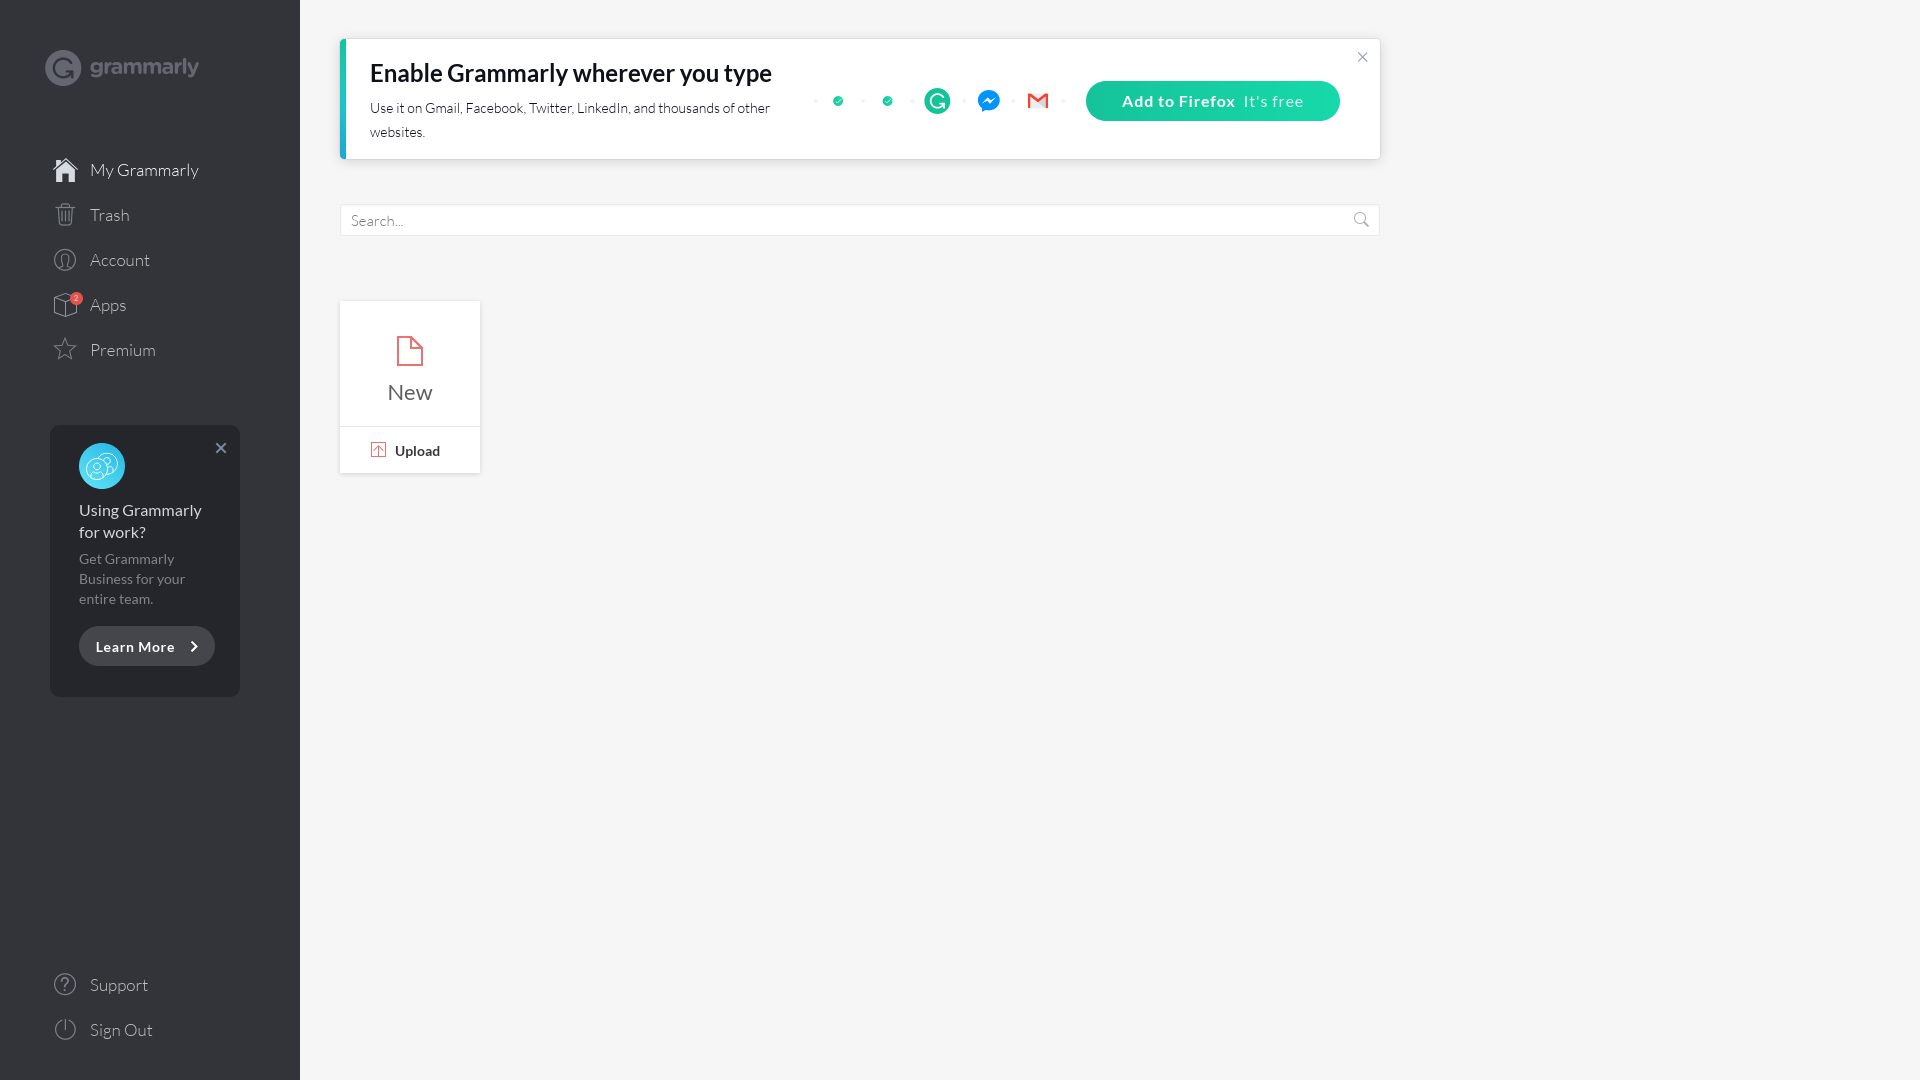 grammarly
My Grammarly
Trash
Account
2
Apps
Premium
Using Grammarly
for work?
Get Grammarly
Business for your
entire team.
Learn More
Support
Sign Out
Enable Grammarly wherever you type
Use it on Gmail, Facebook, Twitter, LinkedIn, and thousands of other
websites.
Add to Firefox It's free
Search...
New
Upload